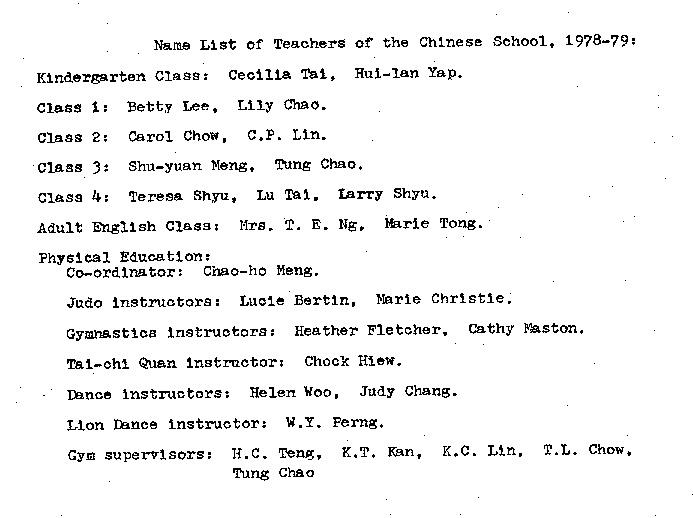 Name List of Teachers of the Chinese School, 1978-79:
Kindergarten Class: Cecilia Tai, Hui-lan Yap.
Class 1: Betty Lee, Lily Chao.
Class 2: Carol Chow, C.P. Lin.
Class 3: Shu-yuan Meng, Tung Chao.
Class 4: Teresa Shyu, Lu Tai, Larry Shyu.
Adult English Class: Mrs. T. E. Ng, Marie Tong.
Physical Education:
Co-ordinator: Chao-ho Meng.
Judo instructors: Lucie Bertin, Marie Christie.
Gymnastics instructors: Heather Fletcher, Cathy Maston.
Tai-chi Quan instructor: Chock Hiew.
Dance instructors: Helen Woo, Judy Chang.
Lion Dance instructor: W.Y. Perng.
Gym supervisors: H.C. Teng, K.T. Kan, K.C. Lin, T.L. Chow,
Tung Chao